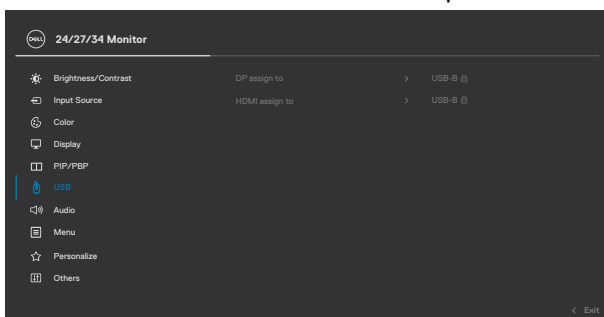 DELL 24/27/34 Monitor
Brightness/Contrast DP assign to > USB-B
Input Source HDMI assign to > USB-B
Color
Display
PIP/PBP
USB
Audio
Menu
Personalize
Others
< Exit